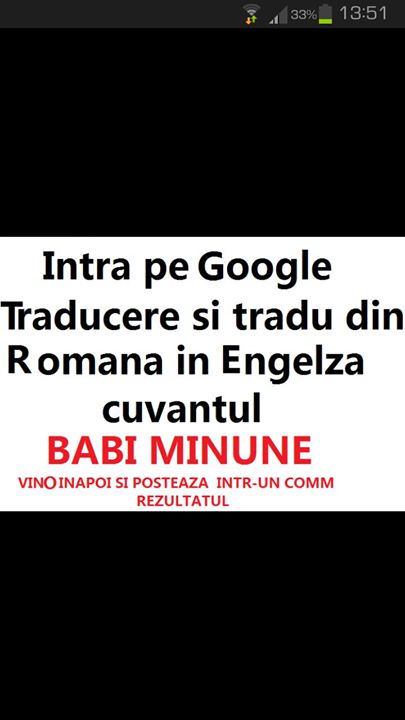 33% 13:51
Intra pe Google
Traducere si tradu din
Romana in Engelza
cuvantul
BABI MINUNE
VINO INAPOI SI POSTEAZA INTR-UN COMM
REZULTATUL